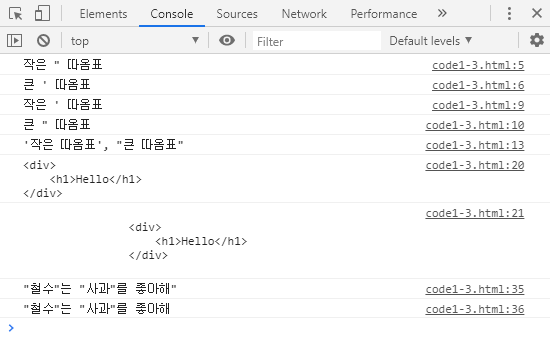 Elements Console Sources Network Performance »
top Filter Default levels
작은 " 따옴표 code1-3.html:5
큰 ' 따옴표 code1-3.html:6
작은 ' 따옴표 code1-3.html:9
큰 " 따옴표 code1-3.html:10
'작은 따옴표', "큰 따옴표" code1-3.html:13
<div> code1-3.html:20
    <h1>Hello</h1>
</div>
code1-3.html:21
                <div>
                    <h1>Hello</h1>
                </div>
"철수"는 "사과"를 좋아해" code1-3.html:35
"철수"는 "사과"를 좋아해 code1-3.html:36
>